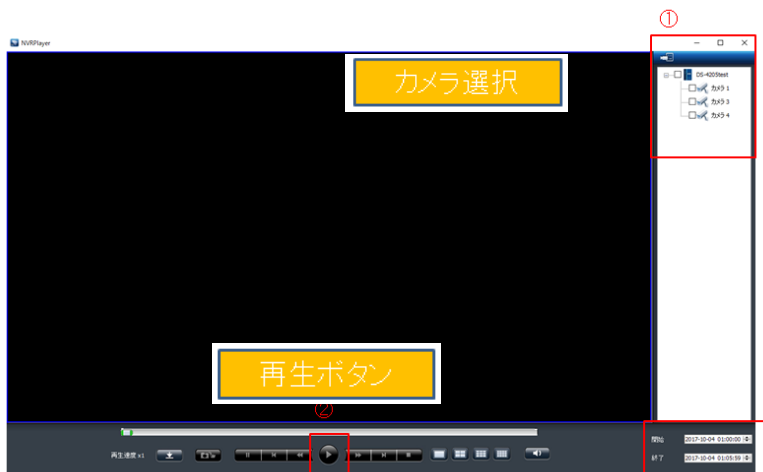 ①
NVRPlayer
カメラ選択
DS-4205test
カメラ 1
カメラ 3
カメラ 4
再生ボタン
②
開始 2017-10-04 01:00:00
再生速度 x1
終了 2017-10-04 01:05:59